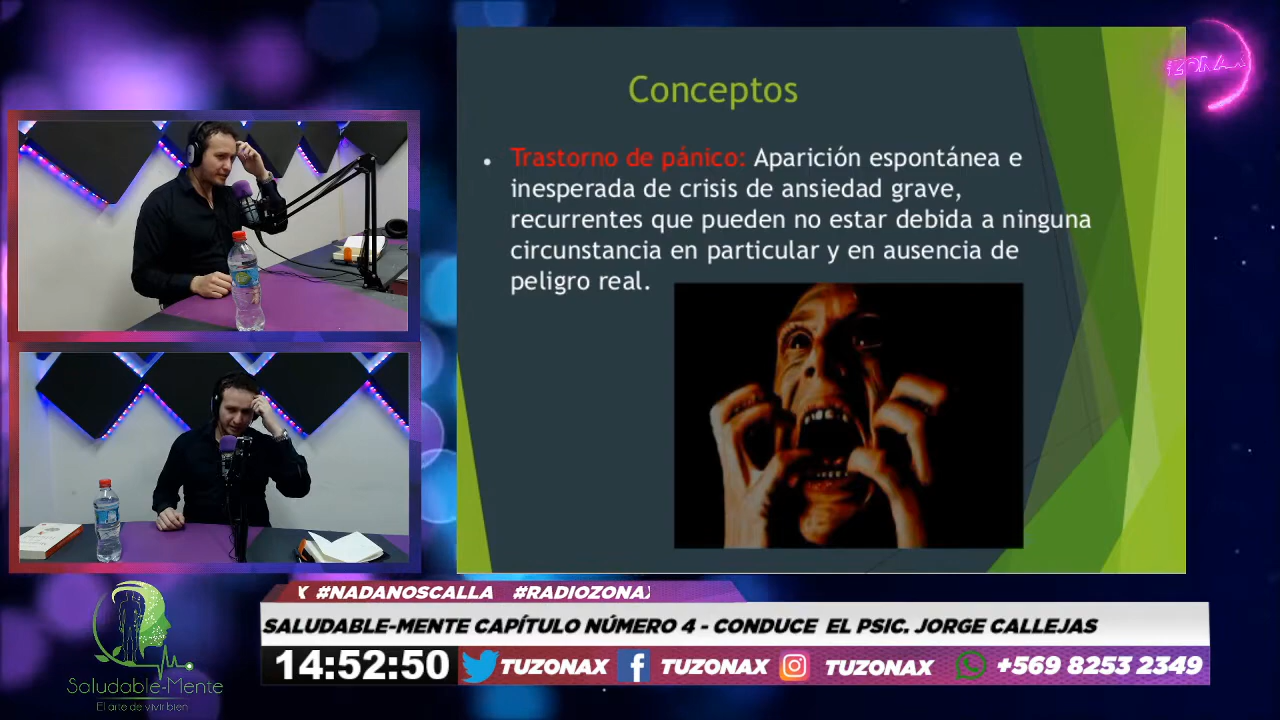 Conceptos
• Trastorno de pánico: Aparición espontánea e
inesperada de crisis de ansiedad grave,
recurrentes que pueden no estar debida a ninguna
circunstancia en particular y en ausencia de
peligro real.
#NADANOSCALLA #RADIOZONA
SALUDABLE-MENTE CAPÍTULO NÚMERO 4 - CONDUCE EL PSIC. JORGE CALLEJAS
14:52:50 TUZONAX TUZONAX TUZONAX +569 8253 2349
Saludable-Mente
El arte de vivir bien